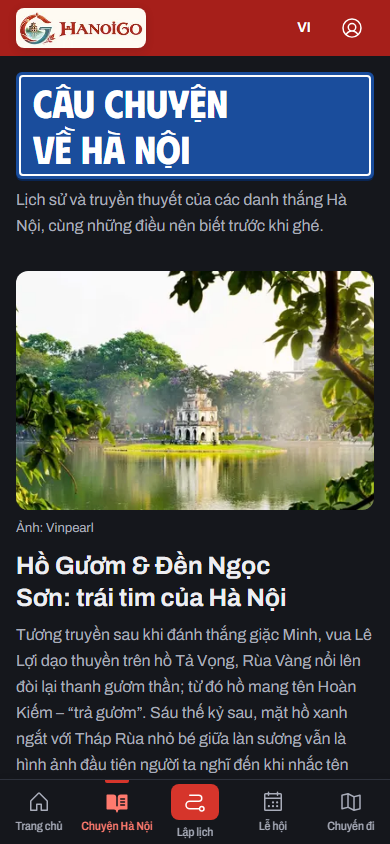 HANOIGO
VI
CÂU CHUYỆN
VỀ HÀ NỘI
Lịch sử và truyền thuyết của các danh thắng Hà
Nội, cùng những điều nên biết trước khi ghé.
Ảnh: Vinpearl
Hồ Gươm & Đền Ngọc
Sơn: trái tim của Hà Nội
Tương truyền sau khi đánh thắng giặc Minh, vua Lê
Lợi dạo thuyền trên hồ Tả Vọng, Rùa Vàng nổi lên
đòi lại thanh gươm thần; từ đó hồ mang tên Hoàn
Kiếm – “trả gươm”. Sáu thế kỷ sau, mặt hồ xanh
ngắt với Tháp Rùa nhỏ bé giữa làn sương vẫn là
hình ảnh đầu tiên người ta nghĩ đến khi nhắc tên
Trang chủ
Chuyện Hà Nội
Lập lịch
Lễ hội
Chuyến đi